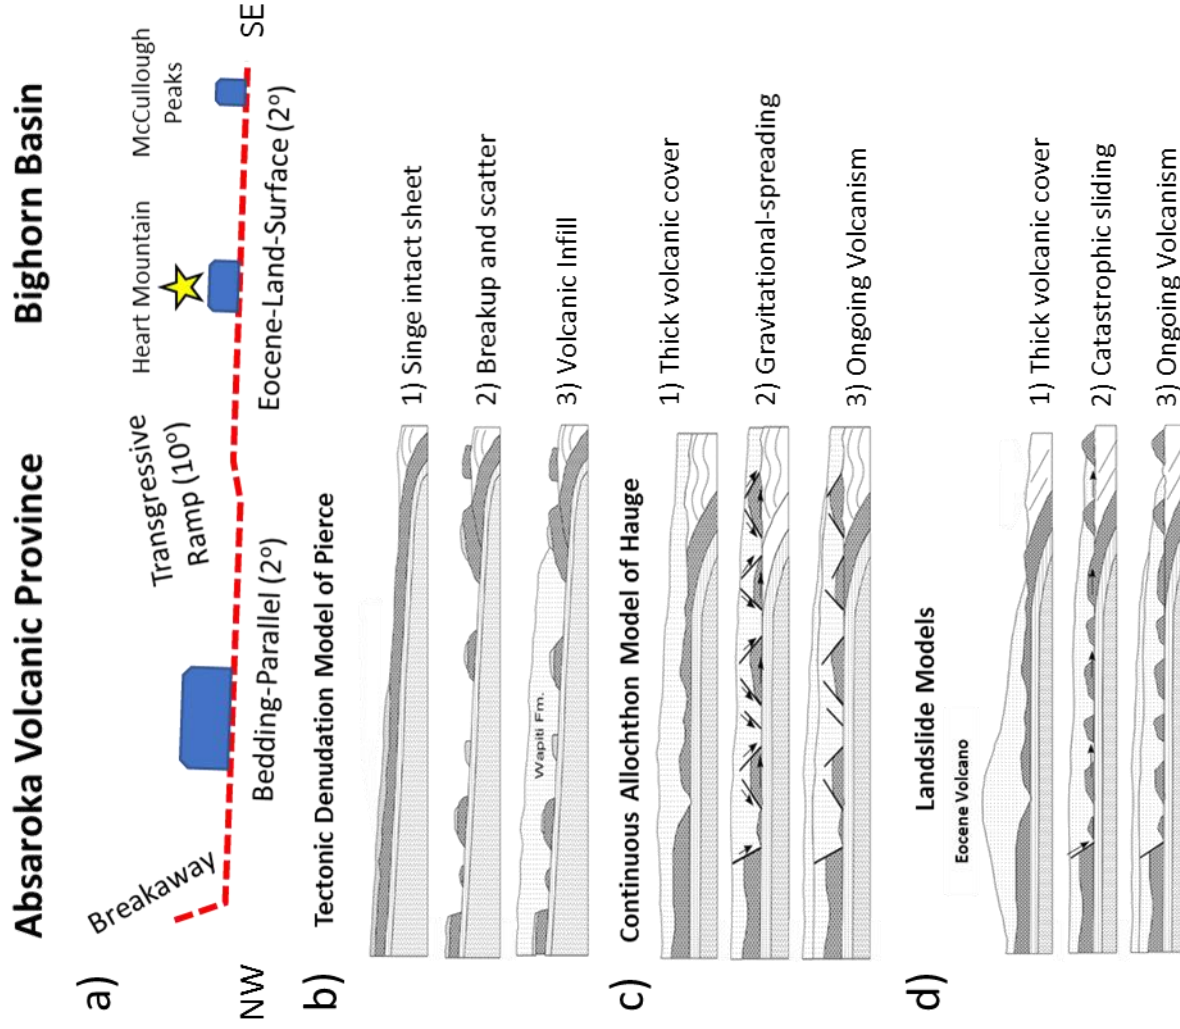 Absaroka Volcanic Province
Bighorn Basin
a)
Breakaway
Transgressive
Ramp (10º)
Heart Mountain
McCullough
Peaks
NW
Bedding-Parallel (2º)
Eocene-Land-Surface (2º)
SE
b)
Tectonic Denudation Model of Pierce
1) Singe intact sheet
2) Breakup and scatter
Wapiti Fm.
3) Volcanic Infill
c)
Continuous Allochthon Model of Hauge
1) Thick volcanic cover
2) Gravitational-spreading
3) Ongoing Volcanism
d)
Landslide Models
Eocene Volcano
1) Thick volcanic cover
2) Catastrophic sliding
3) Ongoing Volcanism